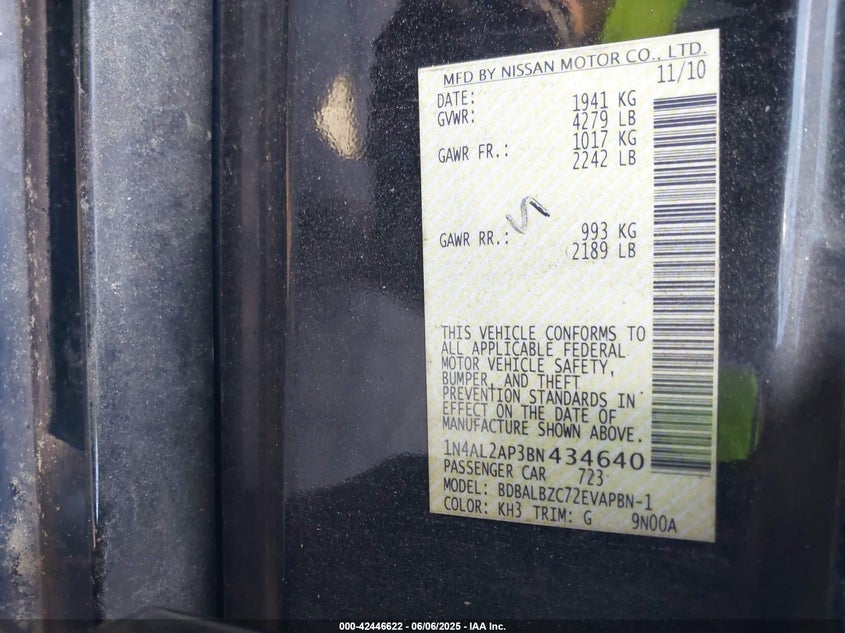 MFD BY NISSAN MOTOR CO., LTD.
DATE: 11/10
GVWR: 1941 KG
4279 LB
GAWR FR.: 1017 KG
2242 LB
GAWR RR.: 993 KG
2189 LB
THIS VEHICLE CONFORMS TO
ALL APPLICABLE FEDERAL
MOTOR VEHICLE SAFETY,
BUMPER, AND THEFT
PREVENTION STANDARDS IN
EFFECT ON THE DATE OF
MANUFACTURE SHOWN ABOVE.
1N4AL2AP3BN434640
PASSENGER CAR 723
MODEL: BDBALBZC72EVAPBN-1
COLOR: KH3 TRIM: G 9N00A
000-42446622 - 06/06/2025 - IAA Inc.